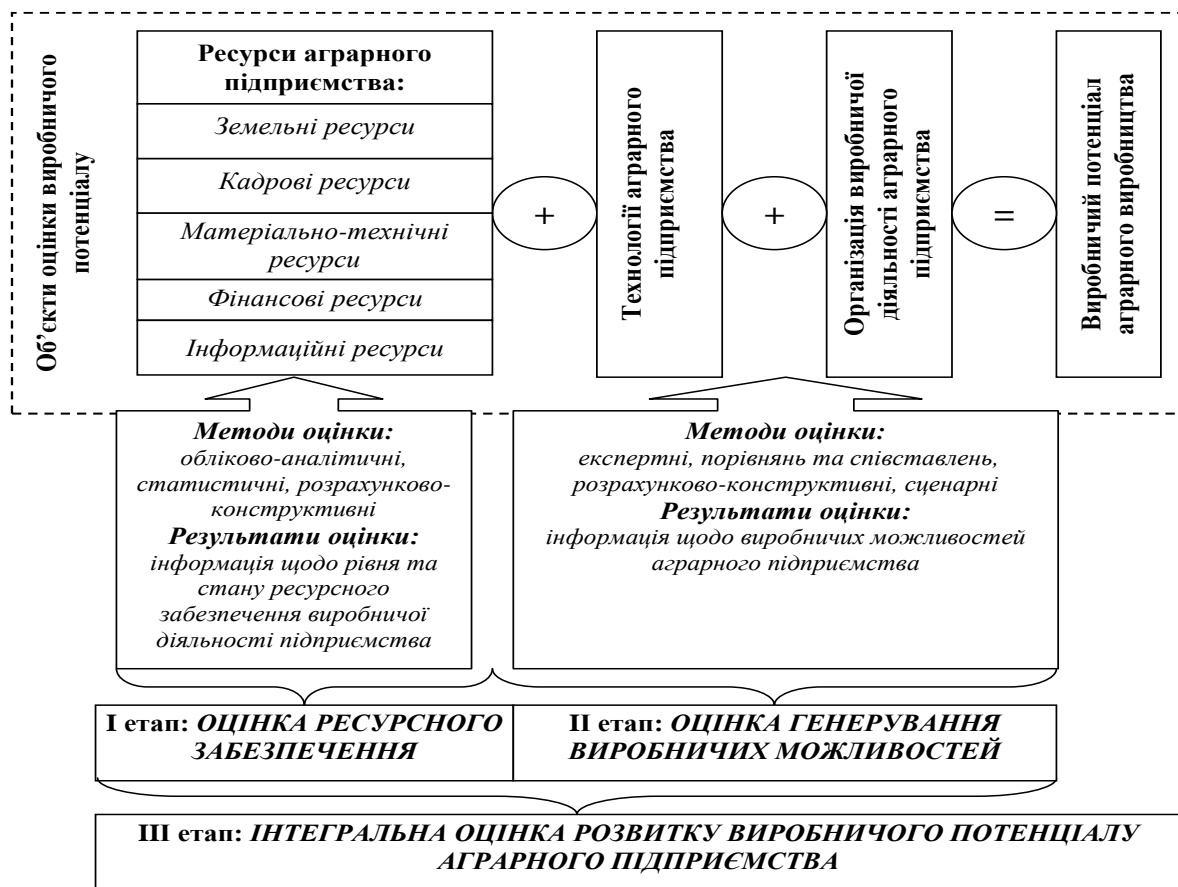 Об’єкти оцінки виробничого
потенціалу
Ресурси аграрного
підприємства:
Земельні ресурси
Кадрові ресурси
Матеріально-технічні
ресурси
Фінансові ресурси
Інформаційні ресурси
+
Технології аграрного
підприємства
+
Організація виробничої
діяльності аграрного
підприємства
=
Виробничий потенціал
аграрного виробництва
Методи оцінки:
обліково-аналітичні,
статистичні, розрахунково-
конструктивні
Результати оцінки:
інформація щодо рівня та
стану ресурсного
забезпечення виробничої
діяльності підприємства
Методи оцінки:
експертні, порівнянь та співставлень,
розрахунково-конструктивні, сценарні
Результати оцінки:
інформація щодо виробничих можливостей
аграрного підприємства
І етап: ОЦІНКА РЕСУРСНОГО
ЗАБЕЗПЕЧЕННЯ
ІІ етап: ОЦІНКА ГЕНЕРУВАННЯ
ВИРОБНИЧИХ МОЖЛИВОСТЕЙ
ІІІ етап: ІНТЕГРАЛЬНА ОЦІНКА РОЗВИТКУ ВИРОБНИЧОГО ПОТЕНЦІАЛУ
АГРАРНОГО ПІДПРИЄМСТВА